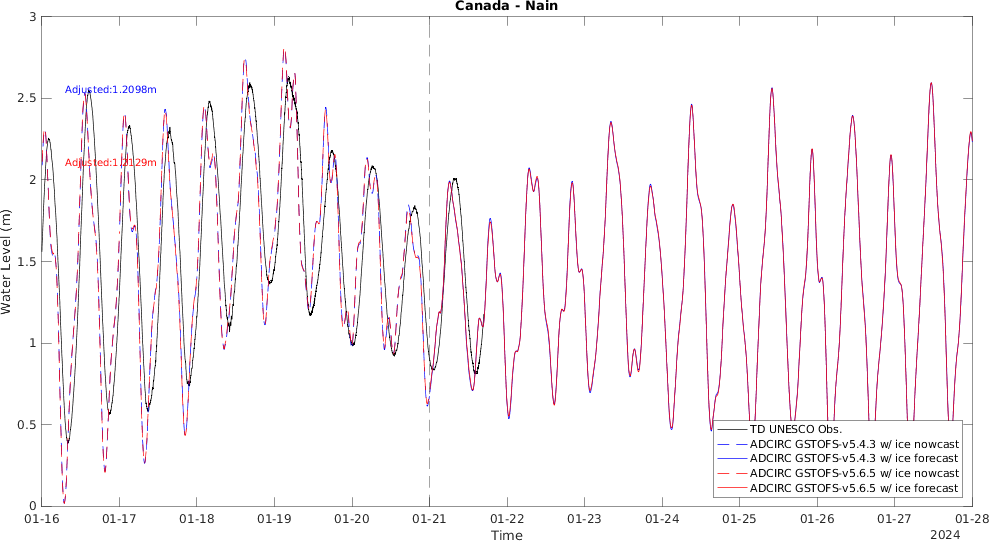 Canada - Nain
Water Level (m)
3
2.5
2
1.5
1
0.5
0
Adjusted:1.2098m
Adjusted:1.2129m
TD UNESCO Obs.
ADCIRC GSTOFS-v5.4.3 w/ ice nowcast
ADCIRC GSTOFS-v5.4.3 w/ ice forecast
ADCIRC GSTOFS-v5.6.5 w/ ice nowcast
ADCIRC GSTOFS-v5.6.5 w/ ice forecast
01-16 01-17 01-18 01-19 01-20 01-21 01-22 01-23 01-24 01-25 01-26 01-27 01-28
Time
2024